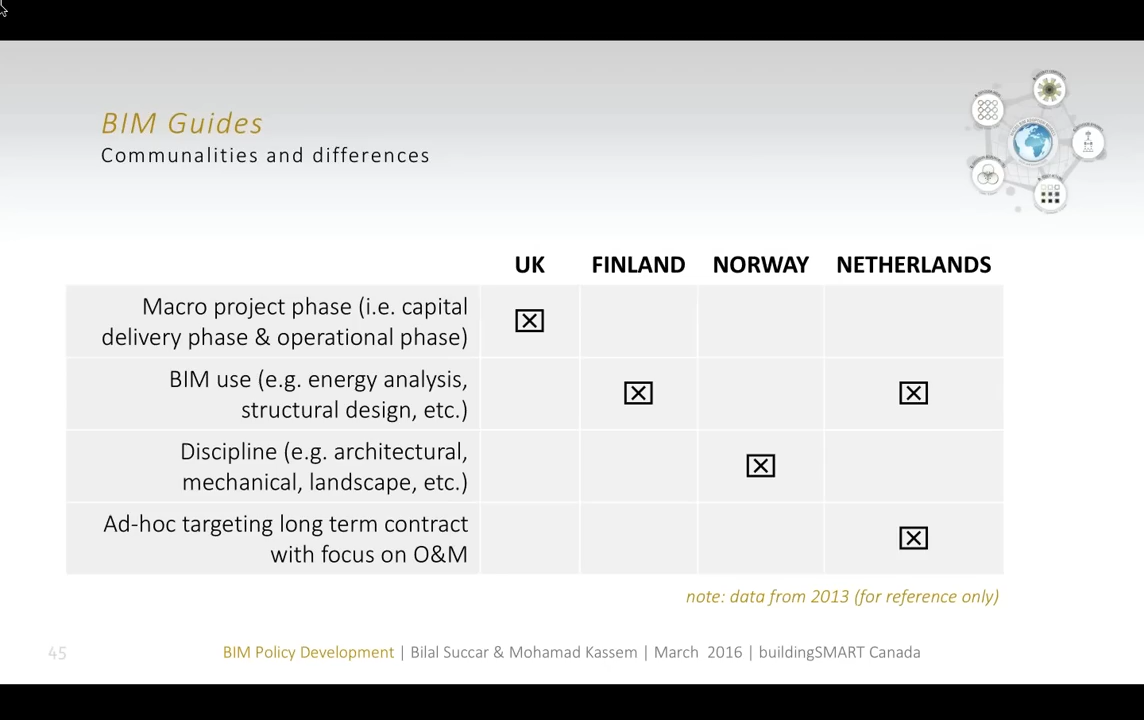 BIM Guides
Communalities and differences
UK FINLAND NORWAY NETHERLANDS
Macro project phase (i.e. capital
delivery phase & operational phase) ☒
BIM use (e.g. energy analysis,
structural design, etc.) ☒ ☒
Discipline (e.g. architectural,
mechanical, landscape, etc.) ☒
Ad-hoc targeting long term contract
with focus on O&M ☒
note: data from 2013 (for reference only)
45 BIM Policy Development | Bilal Succar & Mohamad Kassem | March 2016 | buildingSMART Canada